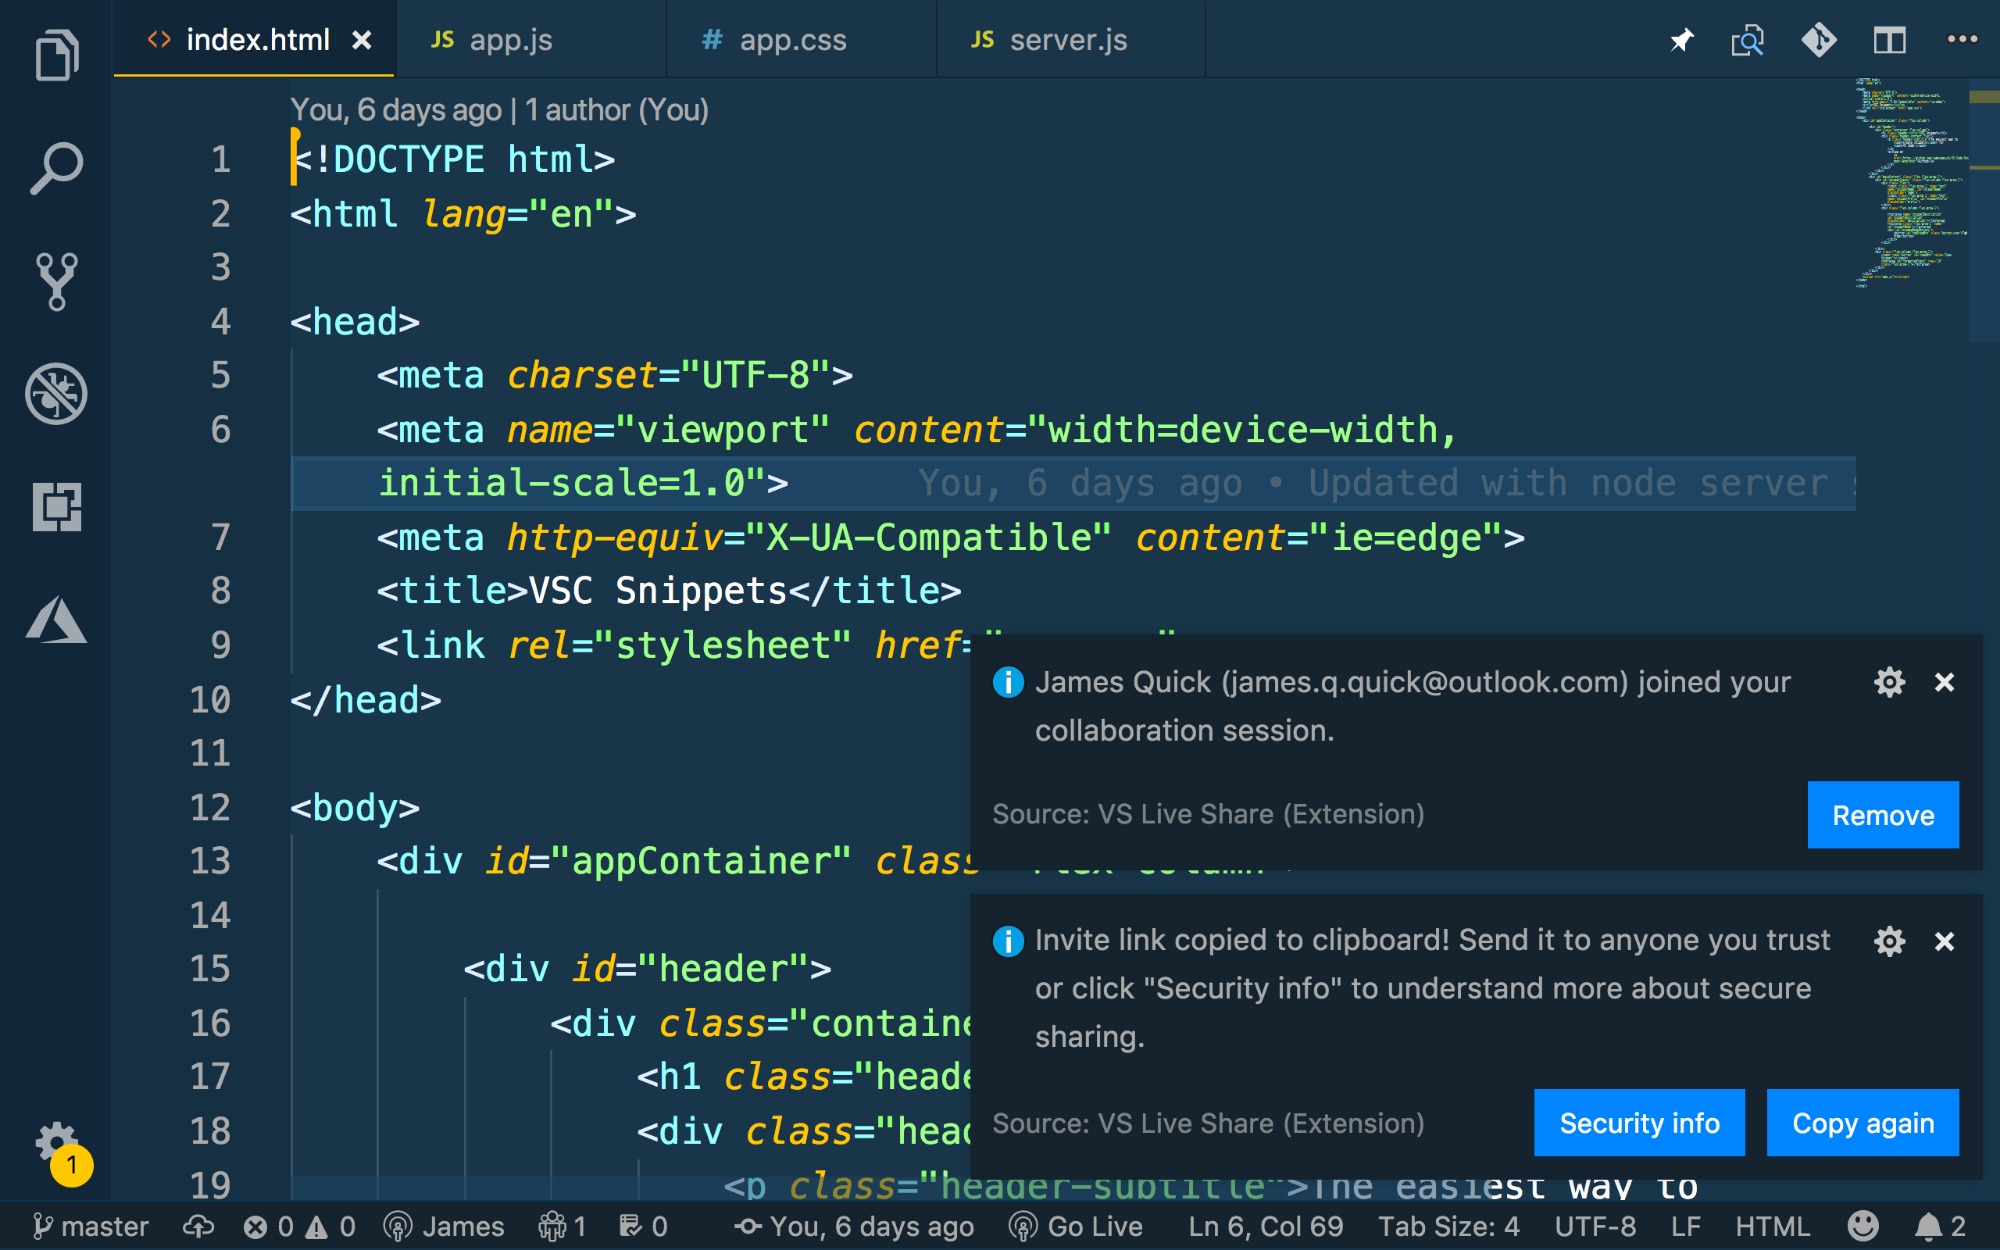 <> index.html ×
JS app.js
# app.css
JS server.js
You, 6 days ago | 1 author (You)
1 <!DOCTYPE html>
2 <html lang="en">
3
4 <head>
5 <meta charset="UTF-8">
6 <meta name="viewport" content="width=device-width,
initial-scale=1.0"> You, 6 days ago • Updated with node server
7 <meta http-equiv="X-UA-Compatible" content="ie=edge">
8 <title>VSC Snippets</title>
9 <link rel="stylesheet" href=
10 </head>
11
12 <body>
13 <div id="appContainer" class
14
15 <div id="header">
16 <div class="containe
17 <h1 class="heade
18 <div class="head
19 <p class="header-subtitle">The easiest way to
James Quick (james.q.quick@outlook.com) joined your
collaboration session.
Source: VS Live Share (Extension)
Remove
Invite link copied to clipboard! Send it to anyone you trust
or click "Security info" to understand more about secure
sharing.
Source: VS Live Share (Extension)
Security info
Copy again
1
master 0 0 James 1 0 You, 6 days ago Go Live Ln 6, Col 69 Tab Size: 4 UTF-8 LF HTML 2